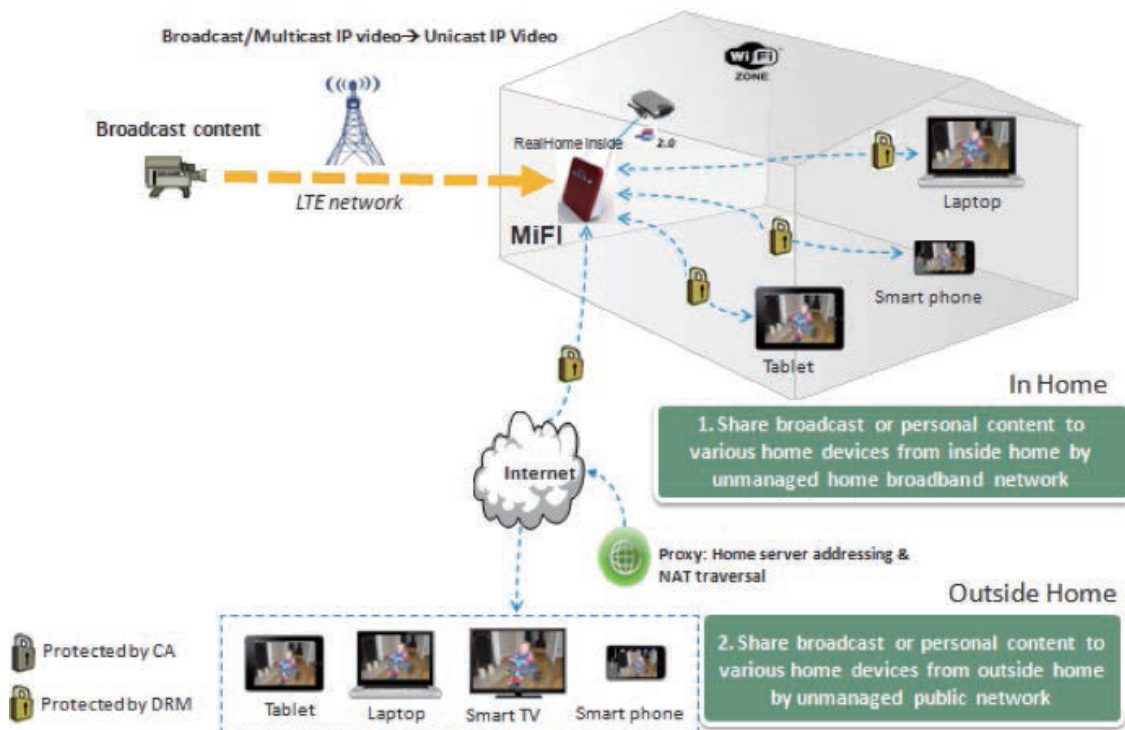 Broadcast/Multicast IP video→ Unicast IP Video
Wi Fi
ZONE
Broadcast content
RealHome Inside
2.0
LTE network
MiFI
Laptop
Smart phone
Tablet
In Home
1. Share broadcast or personal content to
various home devices from inside home by
unmanaged home broadband network
Internet
Proxy: Home server addressing &
NAT traversal
Outside Home
2. Share broadcast or personal content to
various home devices from outside home
by unmanaged public network
Protected by CA
Protected by DRM
Tablet
Laptop
Smart TV
Smart phone